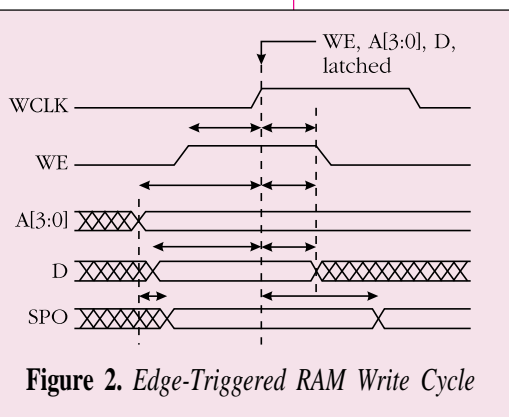 WE, A[3:0], D,
latched
WCLK
WE
A[3:0]
D
SPO
Figure 2. Edge-Triggered RAM Write Cycle